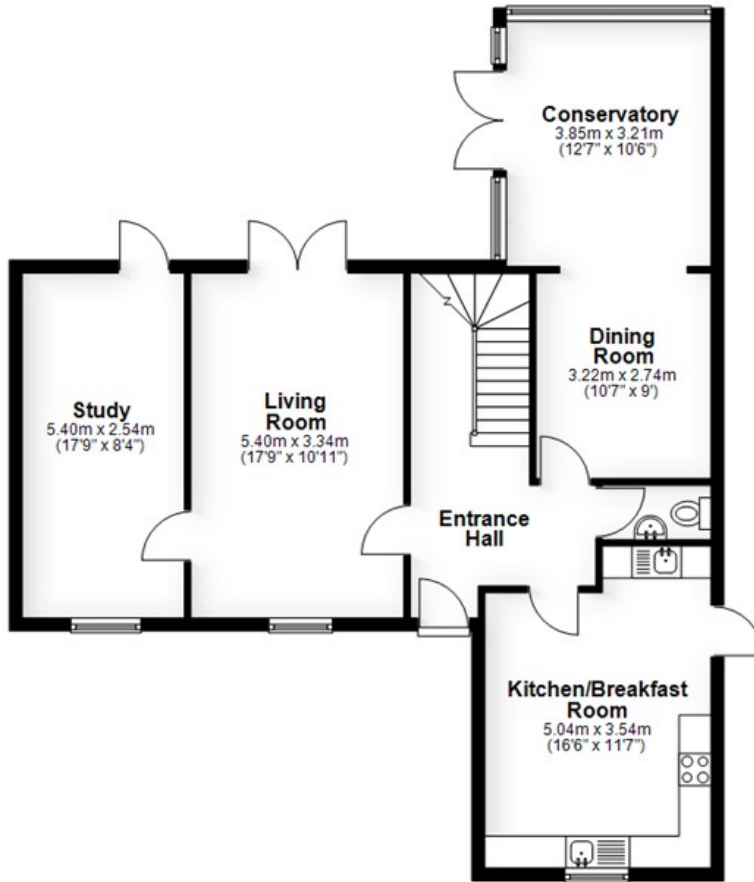 Conservatory
3.85m x 3.21m
(12'7" x 10'6")
Dining
Room
3.22m x 2.74m
(10'7" x 9')
Study
5.40m x 2.54m
(17'9" x 8'4")
Living
Room
5.40m x 3.34m
(17'9" x 10'11")
Entrance
Hall
Kitchen/Breakfast
Room
5.04m x 3.54m
(16'6" x 11'7")